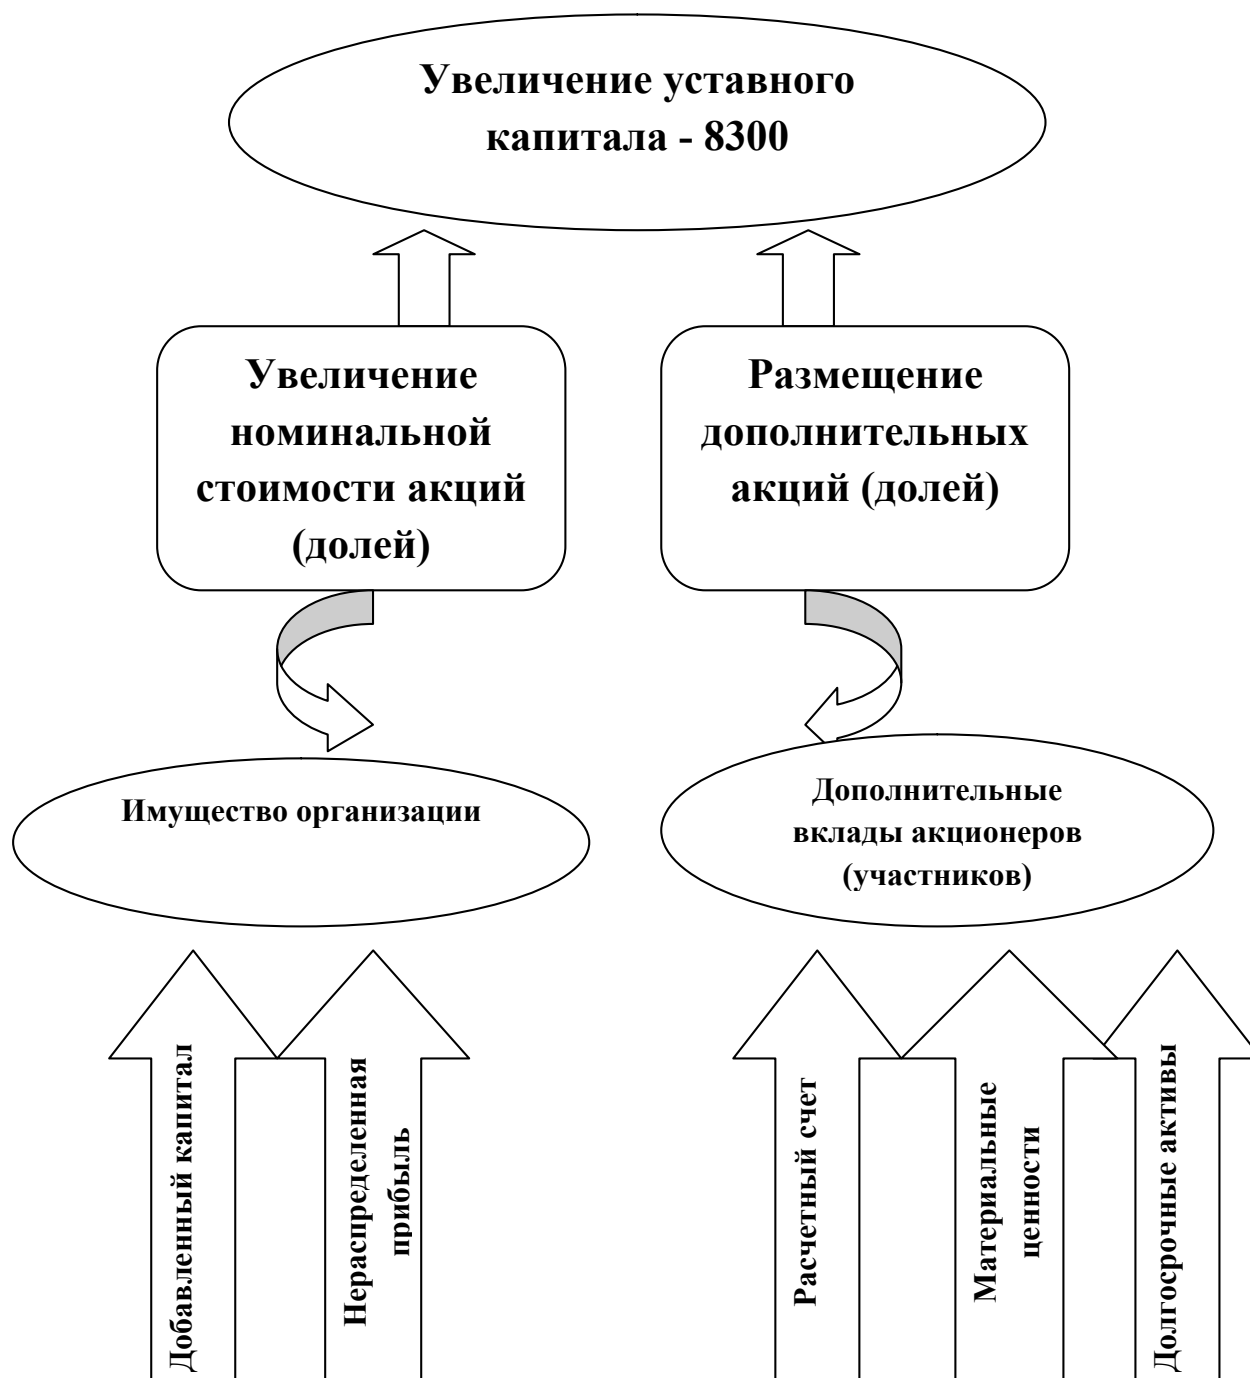 Увеличение уставного
капитала - 8300
Увеличение
номинальной
стоимости акций
(долей)
Размещение
дополнительных
акций (долей)
Имущество организации
Дополнительные
вклады акционеров
(участников)
Добавленный капитал
Нераспределенная
прибыль
Расчетный счет
Материальные
ценности
Долгосрочные активы